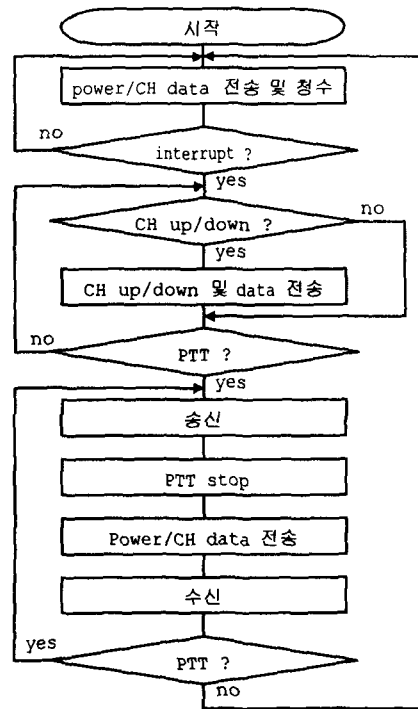 시작
power/CH data 전송 및 청수
no
interrupt ?
yes
CH up/down ?
no
yes
CH up/down 및 data 전송
no
PTT ?
yes
송신
PTT stop
Power/CH data 전송
수신
yes
PTT ?
no